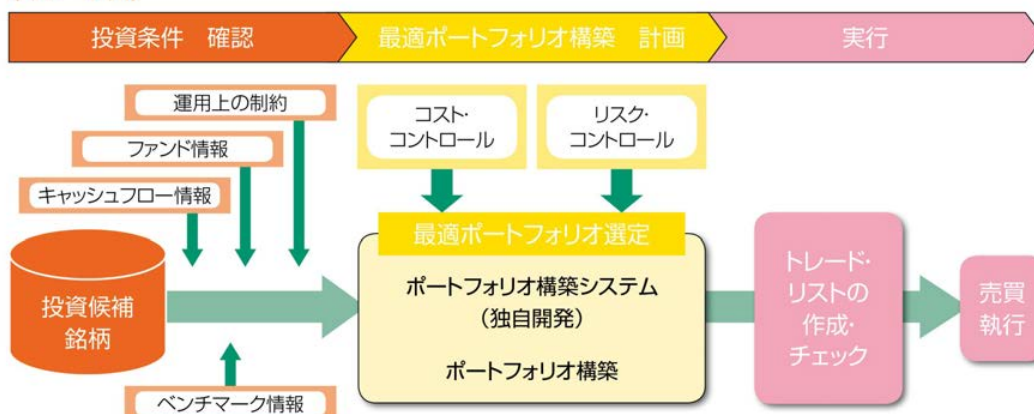 投資条件 確認
最適ポートフォリオ構築 計画
実行
運用上の制約
ファンド情報
キャッシュフロー情報
コスト・
コントロール
リスク・
コントロール
投資候補
銘柄
最適ポートフォリオ選定
ポートフォリオ構築システム
(独自開発)
ポートフォリオ構築
トレード・
リストの
作成・
チェック
売買
執行
ベンチマーク情報